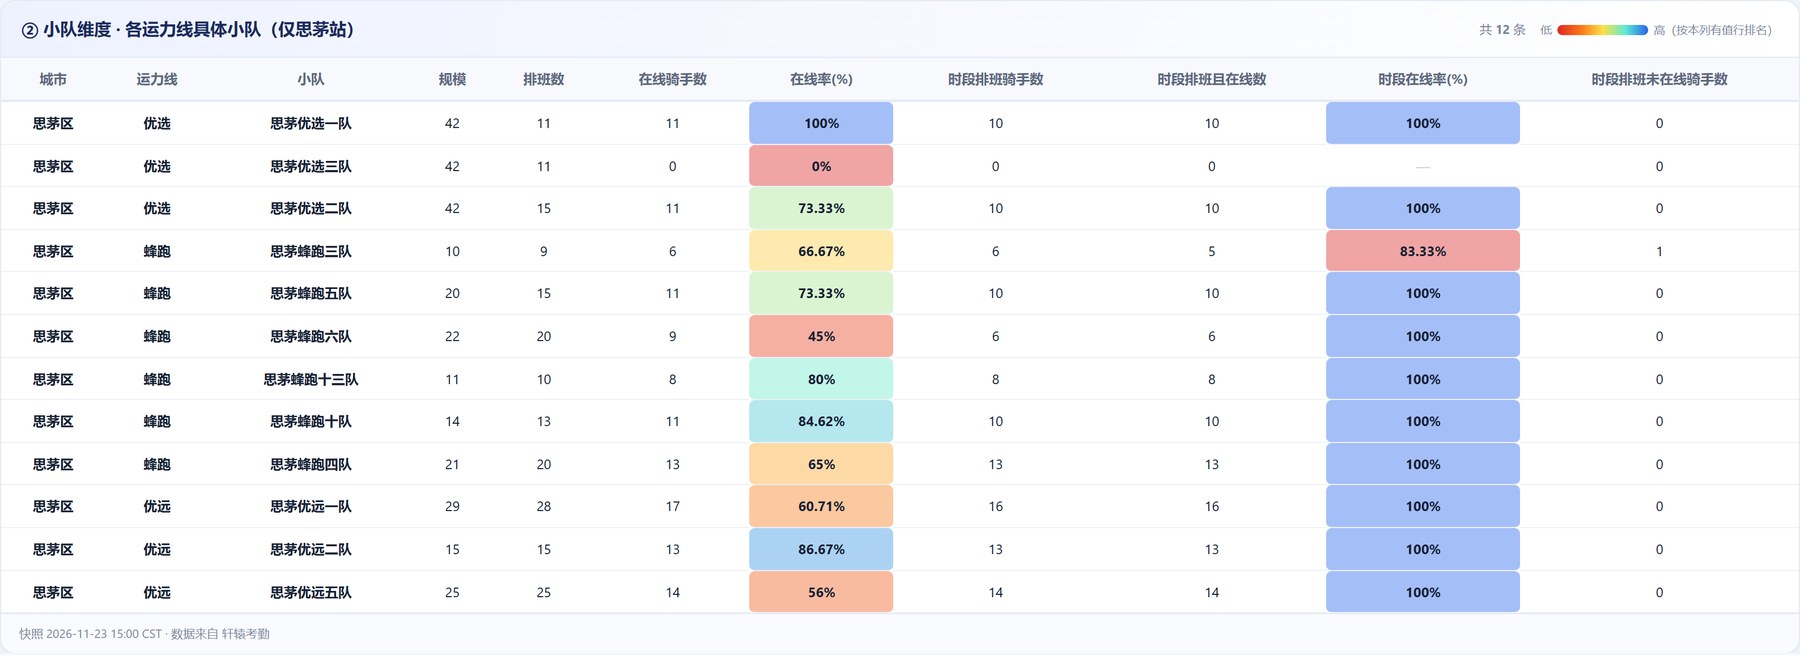 ② 小队维度 · 各运力线具体小队（仅思茅站）
共 12 条 低 高 (按本列有值行排名)
城市 运力线 小队 规模 排班数 在线骑手数 在线率(%) 时段排班骑手数 时段排班且在线数 时段在线率(%) 时段排班未在线骑手数
思茅区 优选 思茅优选一队 42 11 11 100% 10 10 100% 0
思茅区 优选 思茅优选三队 42 11 0 0% 0 0 — 0
思茅区 优选 思茅优选二队 42 15 11 73.33% 10 10 100% 0
思茅区 蜂跑 思茅蜂跑三队 10 9 6 66.67% 6 5 83.33% 1
思茅区 蜂跑 思茅蜂跑五队 20 15 11 73.33% 10 10 100% 0
思茅区 蜂跑 思茅蜂跑六队 22 20 9 45% 6 6 100% 0
思茅区 蜂跑 思茅蜂跑十三队 11 10 8 80% 8 8 100% 0
思茅区 蜂跑 思茅蜂跑十队 14 13 11 84.62% 10 10 100% 0
思茅区 蜂跑 思茅蜂跑四队 21 20 13 65% 13 13 100% 0
思茅区 优远 思茅优远一队 29 28 17 60.71% 16 16 100% 0
思茅区 优远 思茅优远二队 15 15 13 86.67% 13 13 100% 0
思茅区 优远 思茅优远五队 25 25 14 56% 14 14 100% 0
快照 2026-11-23 15:00 CST · 数据来自 轩辕考勤